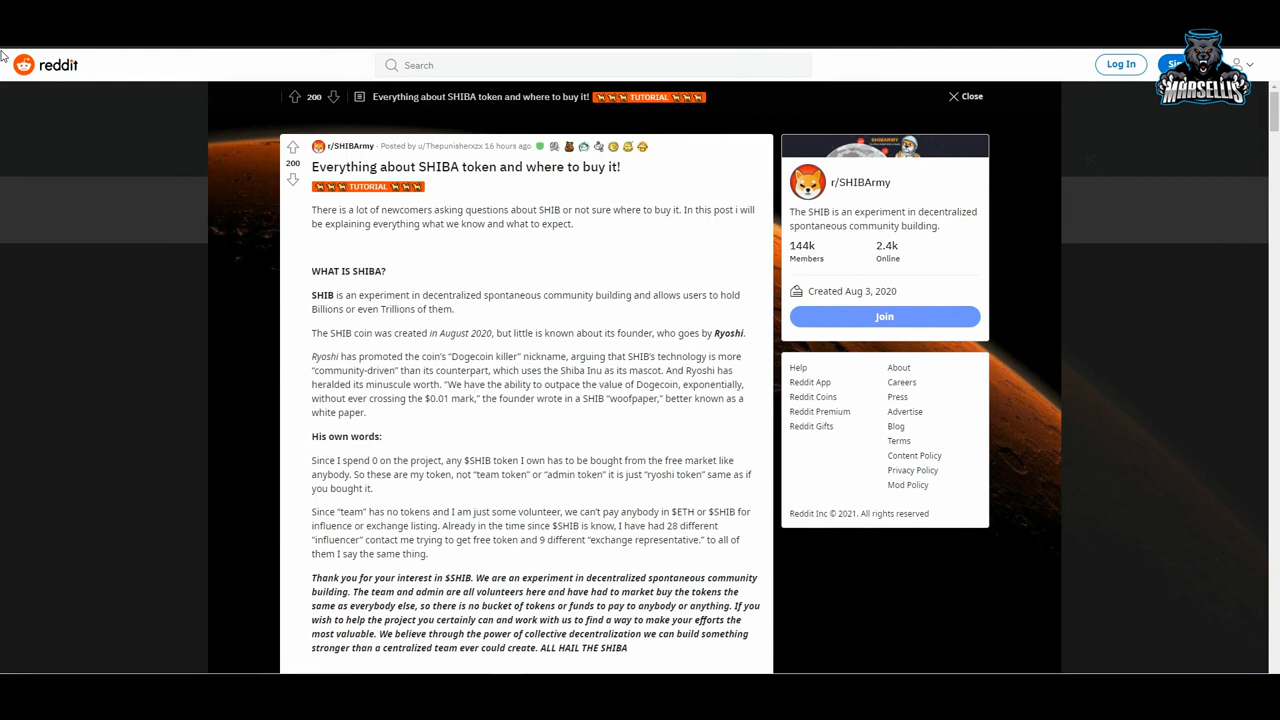 reddit
Search
Log In
MARSELLIS
200
Everything about SHIBA token and where to buy it!
TUTORIAL
Close
r/SHIBArmy · Posted by u/Thepunisherxzx 16 hours ago
200
Everything about SHIBA token and where to buy it!
TUTORIAL
There is a lot of newcomers asking questions about SHIB or not sure where to buy it. In this post i will
be explaining everything what we know and what to expect.
WHAT IS SHIBA?
SHIB is an experiment in decentralized spontaneous community building and allows users to hold
Billions or even Trillions of them.
The SHIB coin was created in August 2020, but little is known about its founder, who goes by Ryoshi.
Ryoshi has promoted the coin's “Dogecoin killer” nickname, arguing that SHIB's technology is more
“community-driven” than its counterpart, which uses the Shiba Inu as its mascot. And Ryoshi has
heralded its minuscule worth. “We have the ability to outpace the value of Dogecoin, exponentially,
without ever crossing the $0.01 mark,” the founder wrote in a SHIB “woofpaper,” better known as a
white paper.
His own words:
Since I spend 0 on the project, any $SHIB token I own has to be bought from the free market like
anybody. So these are my token, not “team token” or “admin token” it is just “ryoshi token” same as if
you bought it.
Since “team” has no tokens and I am just some volunteer, we can't pay anybody in $ETH or $SHIB for
influence or exchange listing. Already in the time since $SHIB is know, I have had 28 different
“influencer” contact me trying to get free token and 9 different “exchange representative.” to all of
them I say the same thing.
Thank you for your interest in $SHIB. We are an experiment in decentralized spontaneous community
building. The team and admin are all volunteers here and have had to market buy the tokens the
same as everybody else, so there is no bucket of tokens or funds to pay to anybody or anything. If you
wish to help the project you certainly can and work with us to find a way to make your efforts the
most valuable. We believe through the power of collective decentralization we can build something
stronger than a centralized team ever could create. ALL HAIL THE SHIBA
SHIBARMY
r/SHIBArmy
The SHIB is an experiment in decentralized
spontaneous community building.
144k
Members
2.4k
Online
Created Aug 3, 2020
Join
Help
Reddit App
Reddit Coins
Reddit Premium
Reddit Gifts
About
Careers
Press
Advertise
Blog
Terms
Content Policy
Privacy Policy
Mod Policy
Reddit Inc © 2021. All rights reserved